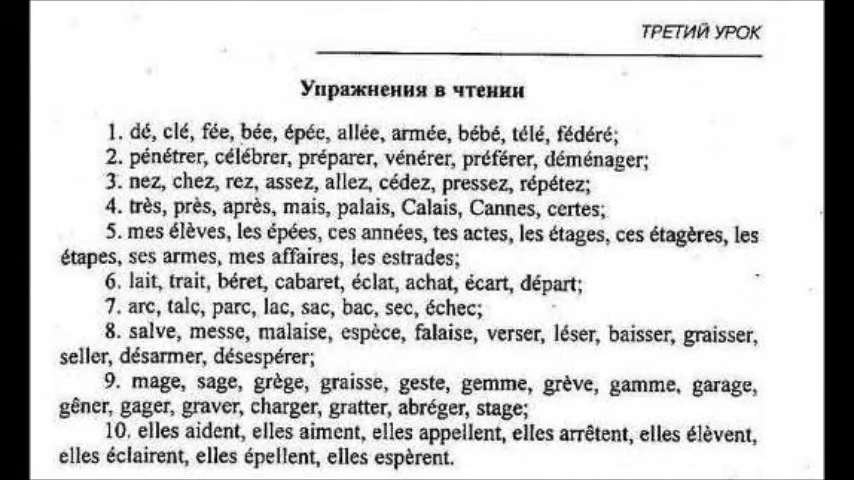 ТРЕТИЙ УРОК
Упражнения в чтении
1. dé, clé, fée, bée, épée, allée, armée, bébé, télé, fédéré;
2. pénétrer, célébrer, préparer, vénérer, préférer, déménager;
3. nez, chez, rez, assez, allez, cédez, pressez, répétez;
4. très, près, après, mais, palais, Calais, Cannes, certes;
5. mes élèves, les épées, ces années, tes actes, les étages, ces étagères, les
étapes, ses armes, mes affaires, les estrades;
6. lait, trait, béret, cabaret, éclat, achat, écart, départ;
7. arc, talc, parc, lac, sac, bac, sec, échec;
8. salve, messe, malaise, espèce, falaise, verser, léser, baisser, graisser,
seller, désarmer, désespérer;
9. mage, sage, grège, graisse, geste, gemme, grève, gamme, garage,
gêner, gager, graver, charger, gratter, abréger, stage;
10. elles aident, elles aiment, elles appellent, elles arrêtent, elles élèvent,
elles éclairent, elles épellent, elles espèrent.